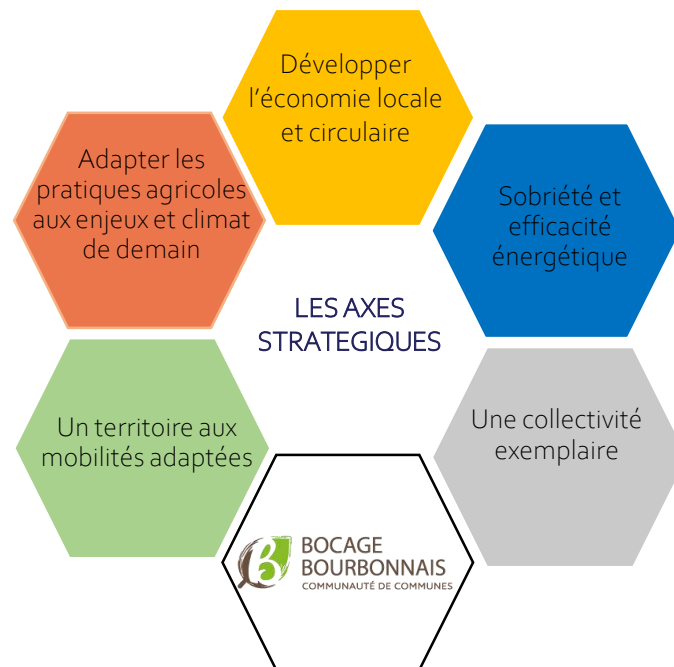 Développer
l'économie locale
et circulaire
Adapter les
pratiques agricoles
aux enjeux et climat
de demain
Sobriété et
efficacité
énergétique
LES AXES
STRATEGIQUES
Un territoire aux
mobilités adaptées
Une collectivité
exemplaire
BOCAGE
BOURBONNAIS
COMMUNAUTÉ DE COMMUNES